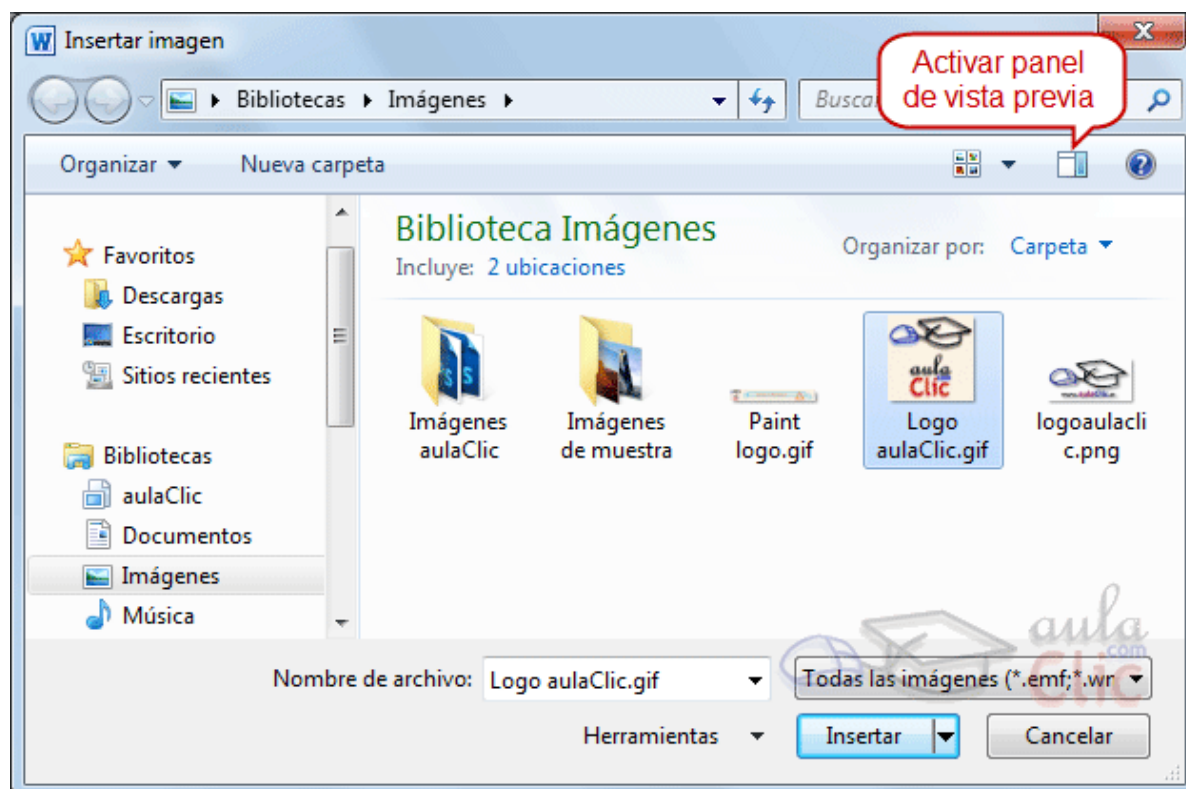 Insertar imagen
Activar panel
de vista previa
Bibliotecas
Imágenes
Busca
Organizar
Nueva carpeta
Favoritos
Descargas
Escritorio
Sitios recientes
Bibliotecas
aulaClic
Documentos
Imágenes
Música
Biblioteca Imágenes
Incluye: 2 ubicaciones
Organizar por: Carpeta
aula
Clic
Imágenes
aulaClic
Imágenes
de muestra
Paint
logo.gif
Logo
aulaClic.gif
logoaulacli
c.png
aula
Clic
.com
Nombre de archivo: Logo aulaClic.gif
Todas las imágenes (*.emf;*.wr
Herramientas
Insertar
Cancelar